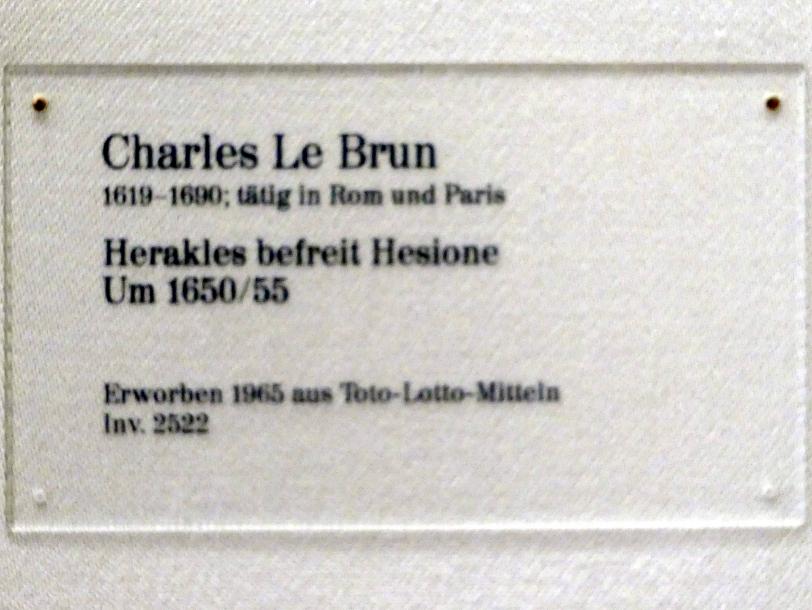 Charles Le Brun
1619–1690; tätig in Rom und Paris
Herakles befreit Hesione
Um 1650/55
Erworben 1965 aus Toto-Lotto-Mitteln
Inv. 2522